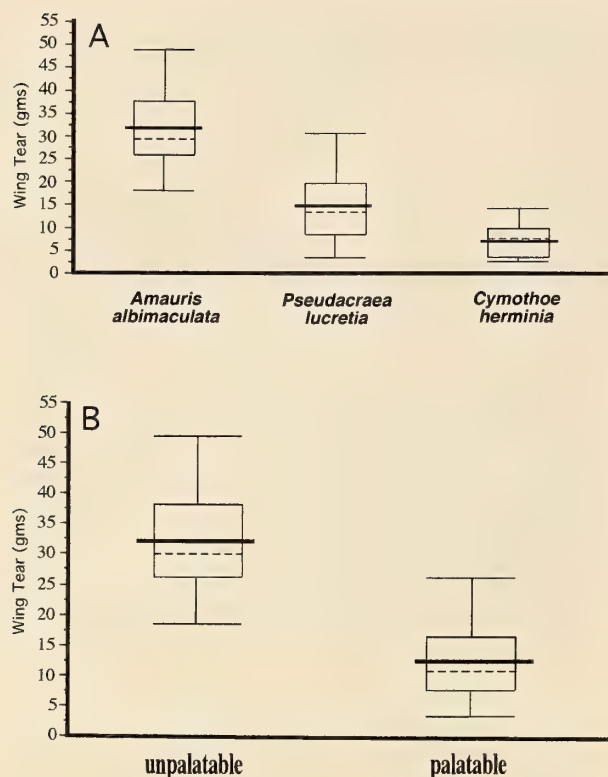 A
Wing Tear (gms)
55
50
45
40
35
30
25
20
15
10
5
0
Amauris albimaculata
Pseudacraea lucretia
Cymothoe herminia
B
Wing Tear (gms)
55
50
45
40
35
30
25
20
15
10
5
0
unpalatable
palatable